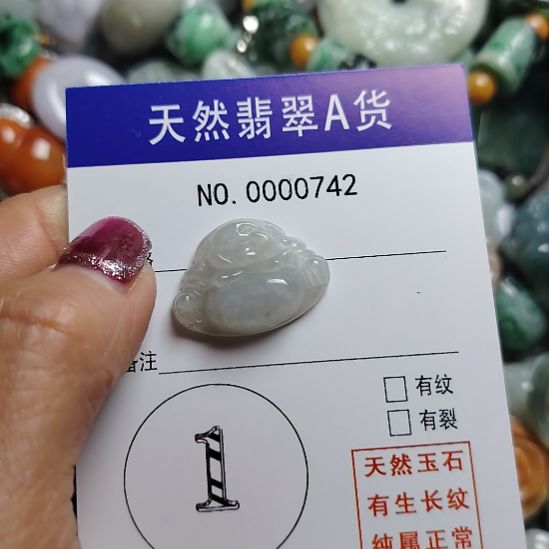 天然翡翠A货
NO.0000742
备注
有纹
有裂
1
天然玉石
有生长纹
纯属正常